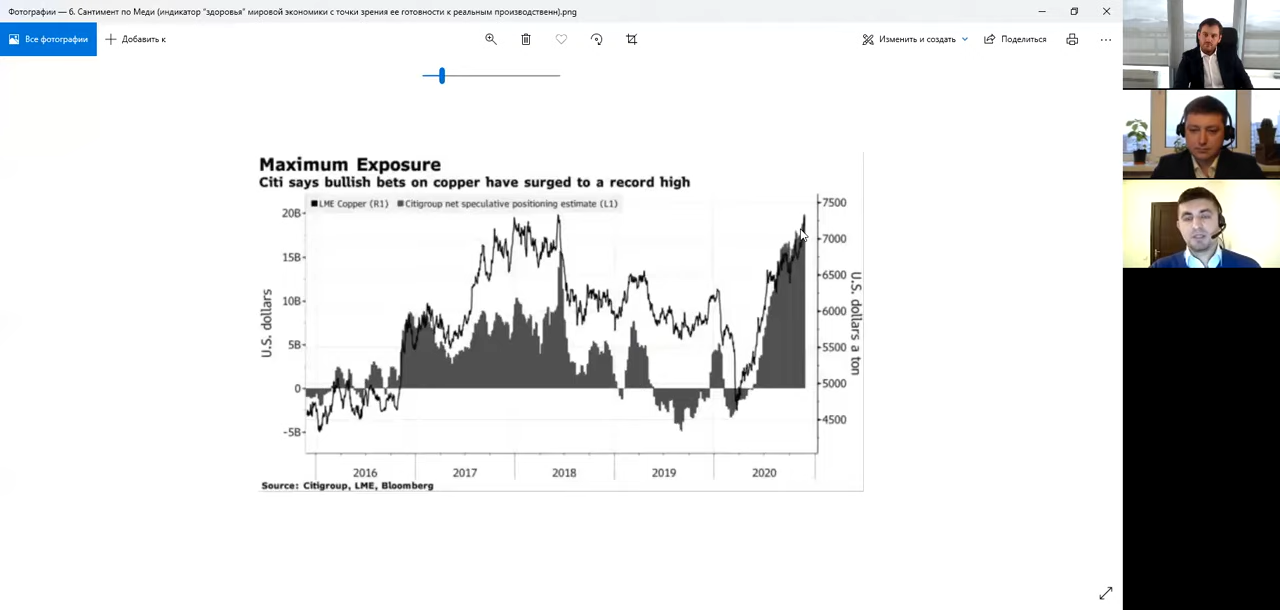 Фотографии — 6. Сантимент по Меди (индикатор "здоровья" мировой экономики с точки зрения ее готовности к реальным производственн).png
Все фотографии
Добавить к
Изменить и создать
Поделиться
Maximum Exposure
Citi says bullish bets on copper have surged to a record high
LME Copper (R1) Citigroup net speculative positioning estimate (L1)
20B
15B
10B
5B
0
-5B
U.S. dollars
7500
7000
6500
6000
5500
5000
4500
U.S. dollars a ton
2016 2017 2018 2019 2020
Source: Citigroup, LME, Bloomberg